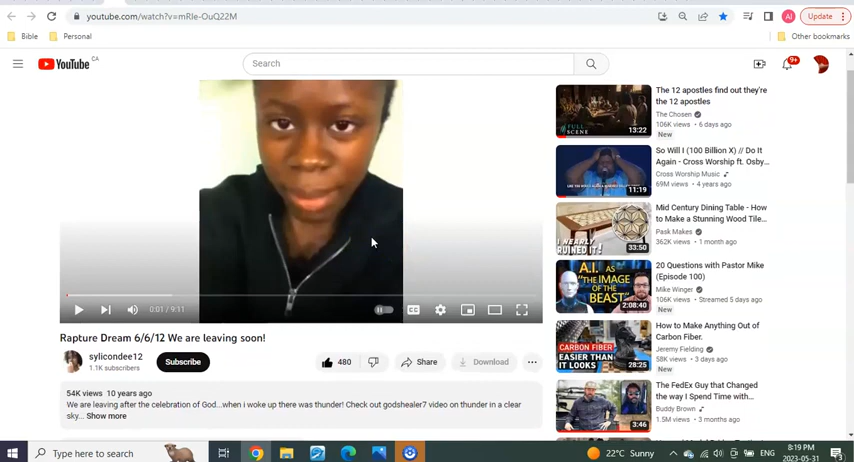 youtube.com/watch?v=mRIe-OuQ22M
AI
Update
Bible
Personal
Other bookmarks
YouTube CA
Search
9+
0:01 / 9:11
CC
Rapture Dream 6/6/12 We are leaving soon!
sylicondee12
1.1K subscribers
Subscribe
480
Share
Download
54K views 10 years ago
We are leaving after the celebration of God...when i woke up there was thunder! Check out godshealer7 video on thunder in a clear
sky... Show more
FULL
SCENE
13:22
The 12 apostles find out they're
the 12 apostles
The Chosen
106K views • 6 days ago
New
11:19
So Will I (100 Billion X) // Do It
Again - Cross Worship ft. Osby...
Cross Worship Music
69M views • 4 years ago
I NEARLY
RUINED IT!
33:50
Mid Century Dining Table - How
to Make a Stunning Wood Tile...
Pask Makes
362K views • 1 month ago
A.I. AS
"THE IMAGE
OF THE
BEAST"
2:08:40
20 Questions with Pastor Mike
(Episode 100)
Mike Winger
106K views • Streamed 5 days ago
New
CARBON FIBER
EASIER THAN
IT LOOKS
28:25
How to Make Anything Out of
Carbon Fiber.
Jeremy Fielding
58K views • 3 days ago
New
3:46
The FedEx Guy that Changed
the way I Spend Time with...
Buddy Brown
1.5M views • 3 months ago
Type here to search
22°C Sunny
ENG
8:19 PM
2023-05-31
3